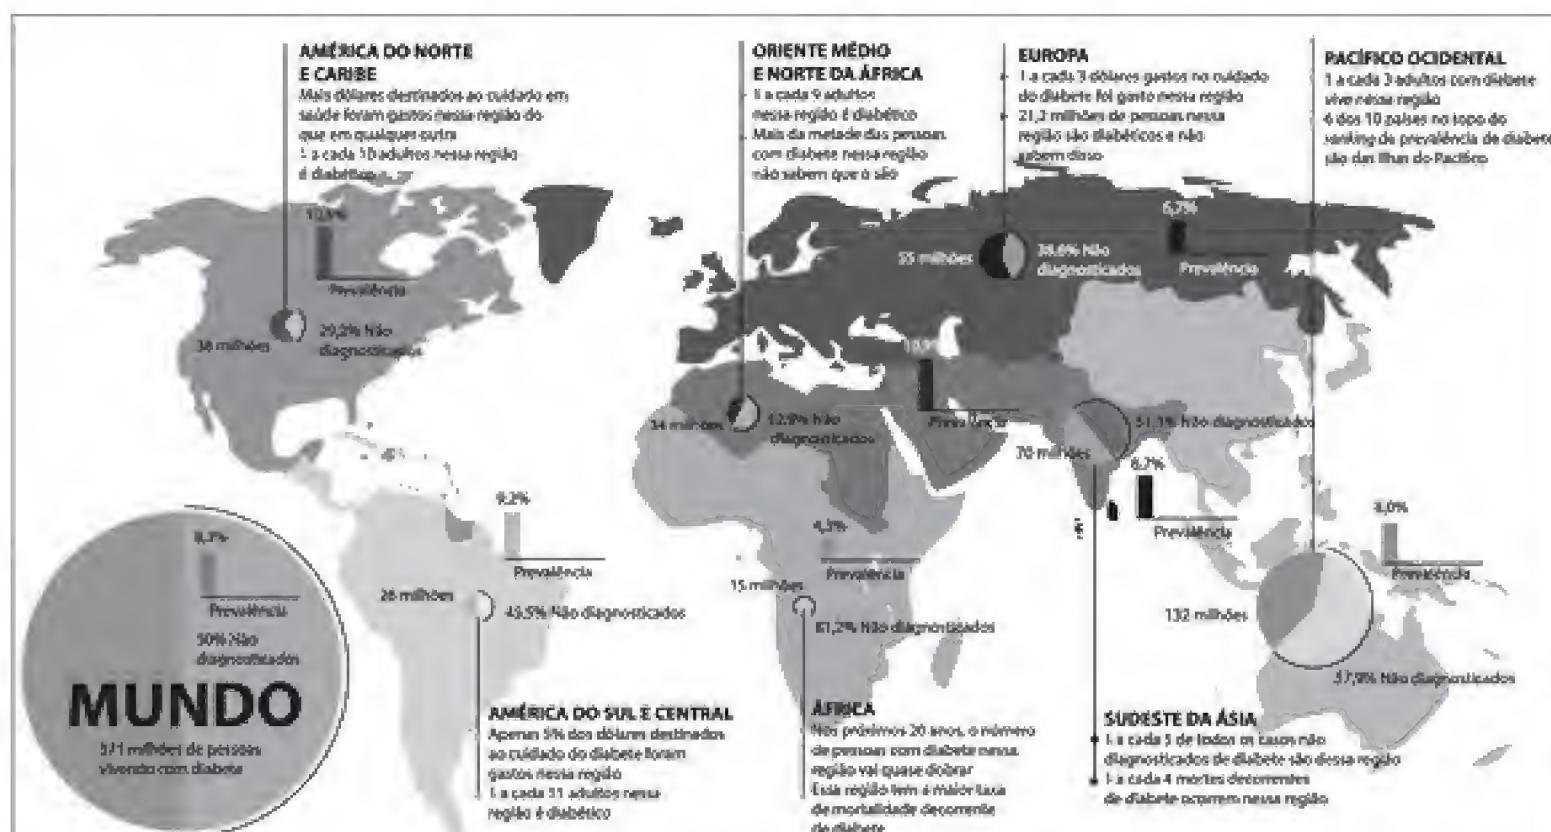 AMÉRICA DO NORTE
E CARIBE
Mais dólares destinados ao cuidado em
saúde foram gastos nessa região do
que em qualquer outra
1 a cada 10 adultos nessa região
é diabético
10,5%
Prevalência
38 milhões
29,2% Não
diagnosticados
ORIENTE MÉDIO
E NORTE DA ÁFRICA
1 a cada 9 adultos
nessa região é diabético
Mais da metade das pessoas
com diabete nessa região
não sabem que o são
10,9%
Prevalência
34 milhões
52,9% Não
diagnosticados
EUROPA
1 a cada 3 dólares gastos no cuidado
do diabete foi gasto nessa região
21,2 milhões de pessoas nessa
região são diabéticos e não
sabem disso
55 milhões
38,6% Não
diagnosticados
6,7%
Prevalência
PACÍFICO OCIDENTAL
1 a cada 3 adultos com diabete
vive nessa região
6 dos 10 países no topo do
ranking de prevalência de diabete
são das Ilhas do Pacífico
8,0%
Prevalência
132 milhões
57,9% Não diagnosticados
51,1% Não diagnosticados
70 milhões
8,7%
Prevalência
SUDESTE DA ÁSIA
1 a cada 5 de todos os casos não
diagnosticados de diabete são dessa região
1 a cada 4 mortes decorrentes
de diabete ocorrem nessa região
4,3%
Prevalência
15 milhões
81,2% Não diagnosticados
ÁFRICA
Nos próximos 20 anos, o número
de pessoas com diabete nessa
região vai quase dobrar
Essa região tem a maior taxa
de mortalidade decorrente
de diabete
9,2%
Prevalência
26 milhões
45,5% Não diagnosticados
AMÉRICA DO SUL E CENTRAL
Apenas 5% dos dólares destinados
ao cuidado do diabete foram
gastos nessa região
1 a cada 11 adultos nessa
região é diabético
8,3%
Prevalência
50% Não
diagnosticados
MUNDO
371 milhões de pessoas
vivendo com diabete